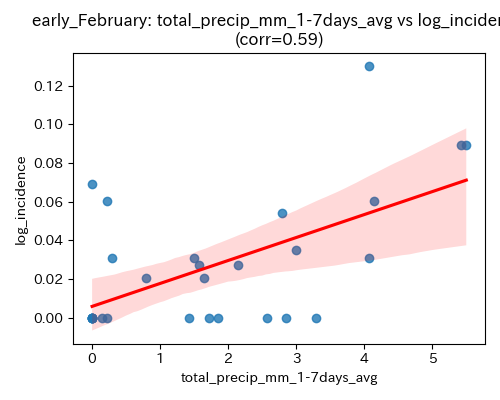 early_February: total_precip_mm_1-7days_avg vs log_inciden
(corr=0.59)
0.12
0.10
0.08
0.06
0.04
0.02
0.00
log_incidence
0 1 2 3 4 5
total_precip_mm_1-7days_avg